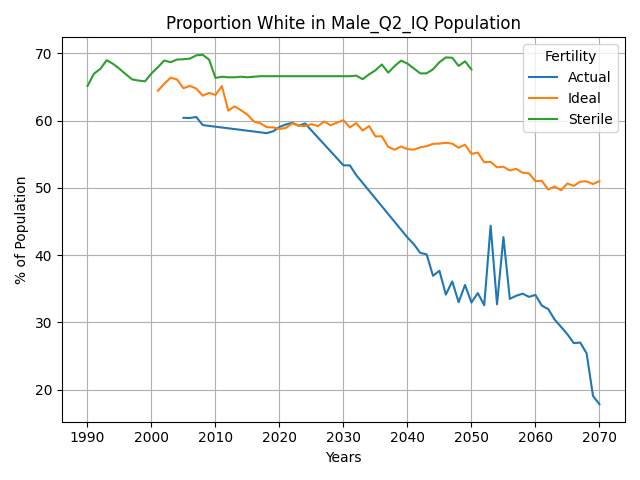 Proportion White in Male_Q2_IQ Population
% of Population
70
60
50
40
30
20
Fertility
Actual
Ideal
Sterile
1990 2000 2010 2020 2030 2040 2050 2060 2070
Years